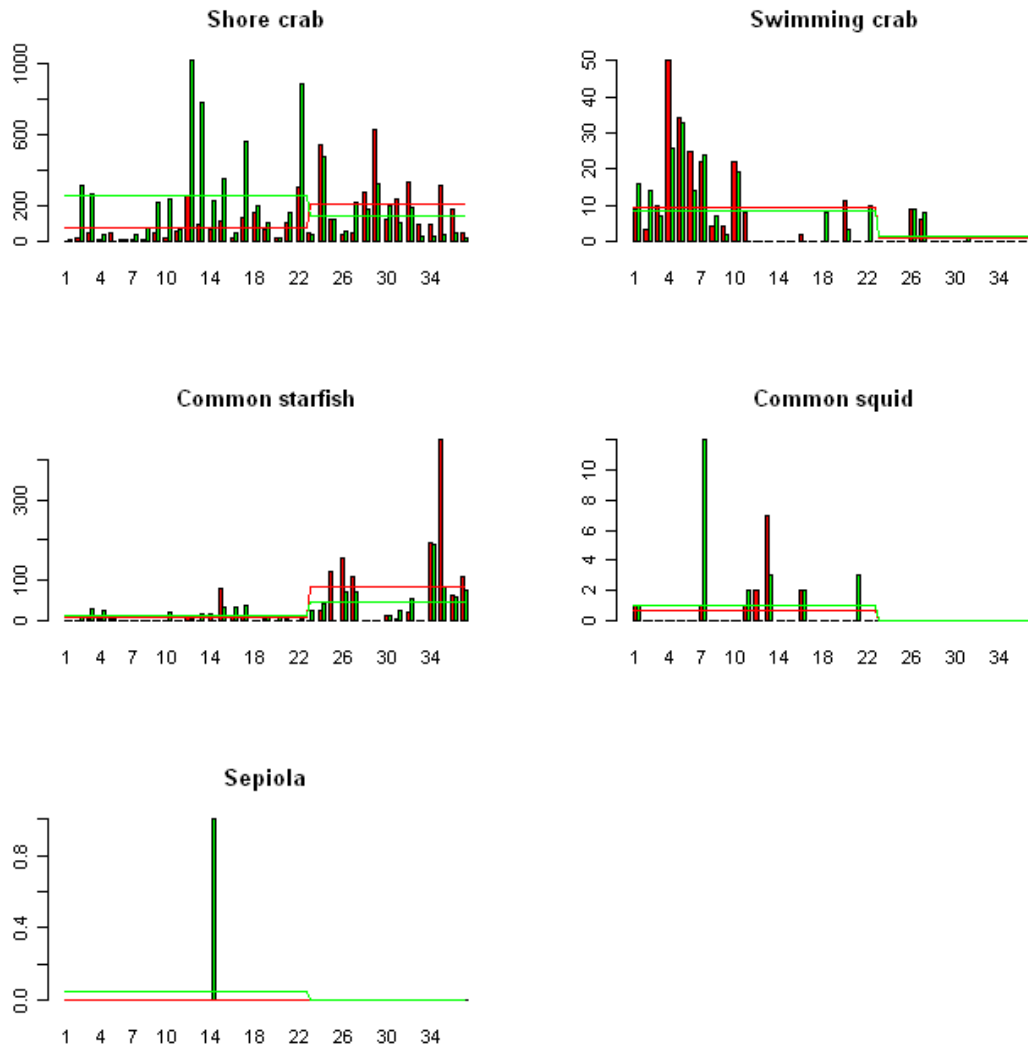 Shore crab
1000
600
200
0
1 4 7 10 14 18 22 26 30 34
Swimming crab
50
40
30
20
10
0
1 4 7 10 14 18 22 26 30 34
Common starfish
300
100
0
1 4 7 10 14 18 22 26 30 34
Common squid
10
8
6
4
2
0
1 4 7 10 14 18 22 26 30 34
Sepiola
0.8
0.4
0.0
1 4 7 10 14 18 22 26 30 34